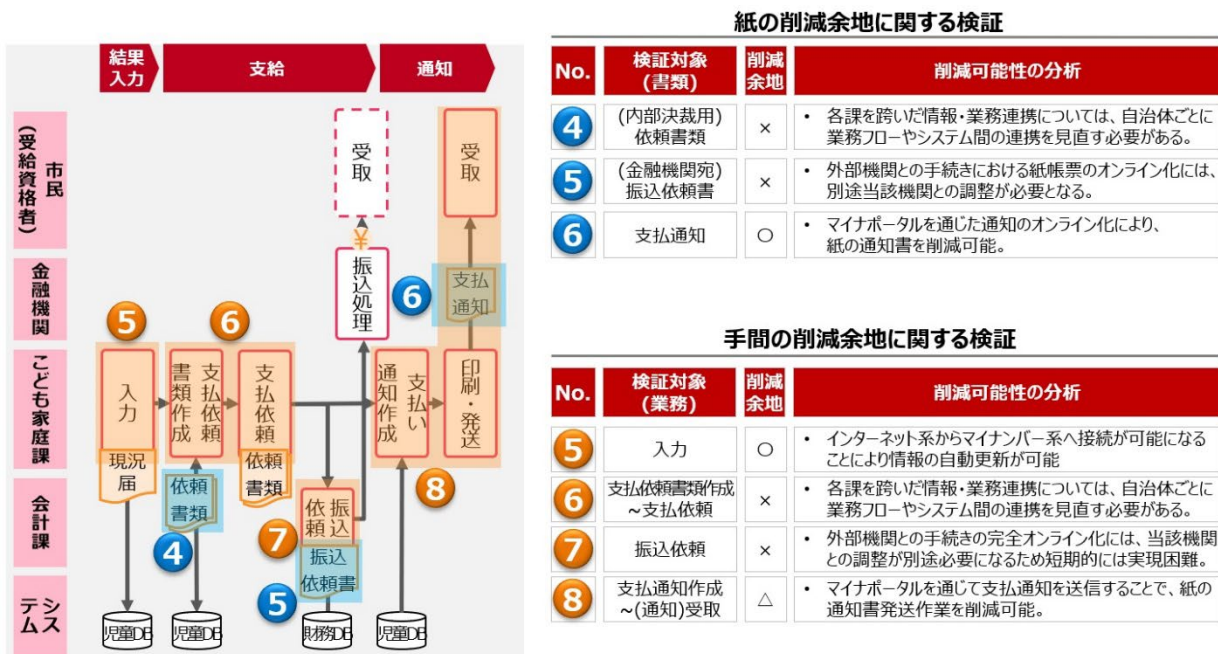 結果
入力
支給
通知
市民
(受給資格者)
金融機関
こども家庭課
会計課
システム
受取
受取
¥
振込処理
6
支払
通知
5
6
入力
支払依頼
書類作成
支払依頼
支払い
通知作成
印刷・発送
現況
届
依頼
書類
依頼
書類
4
7
振込
依頼
8
振込
依頼書
5
児童DB
児童DB
財務DB
児童DB
紙の削減余地に関する検証
No.
検証対象
(書類)
削減
余地
削減可能性の分析
4
(内部決裁用)
依頼書類
×
• 各課を跨いだ情報・業務連携については、自治体ごとに
業務フローやシステム間の連携を見直す必要がある。
5
(金融機関宛)
振込依頼書
×
• 外部機関との手続きにおける紙帳票のオンライン化には、
別途当該機関との調整が必要となる。
6
支払通知
○
• マイナポータルを通じた通知のオンライン化により、
紙の通知書を削減可能。
手間の削減余地に関する検証
No.
検証対象
(業務)
削減
余地
削減可能性の分析
5
入力
○
• インターネット系からマイナンバー系へ接続が可能になる
ことにより情報の自動更新が可能
6
支払依頼書類作成
~支払依頼
×
• 各課を跨いだ情報・業務連携については、自治体ごとに
業務フローやシステム間の連携を見直す必要がある。
7
振込依頼
×
• 外部機関との手続きの完全オンライン化には、当該機関
との調整が別途必要になるため短期的には実現困難。
8
支払通知作成
~(通知)受取
△
• マイナポータルを通じて支払通知を送信することで、紙の
通知書発送作業を削減可能。